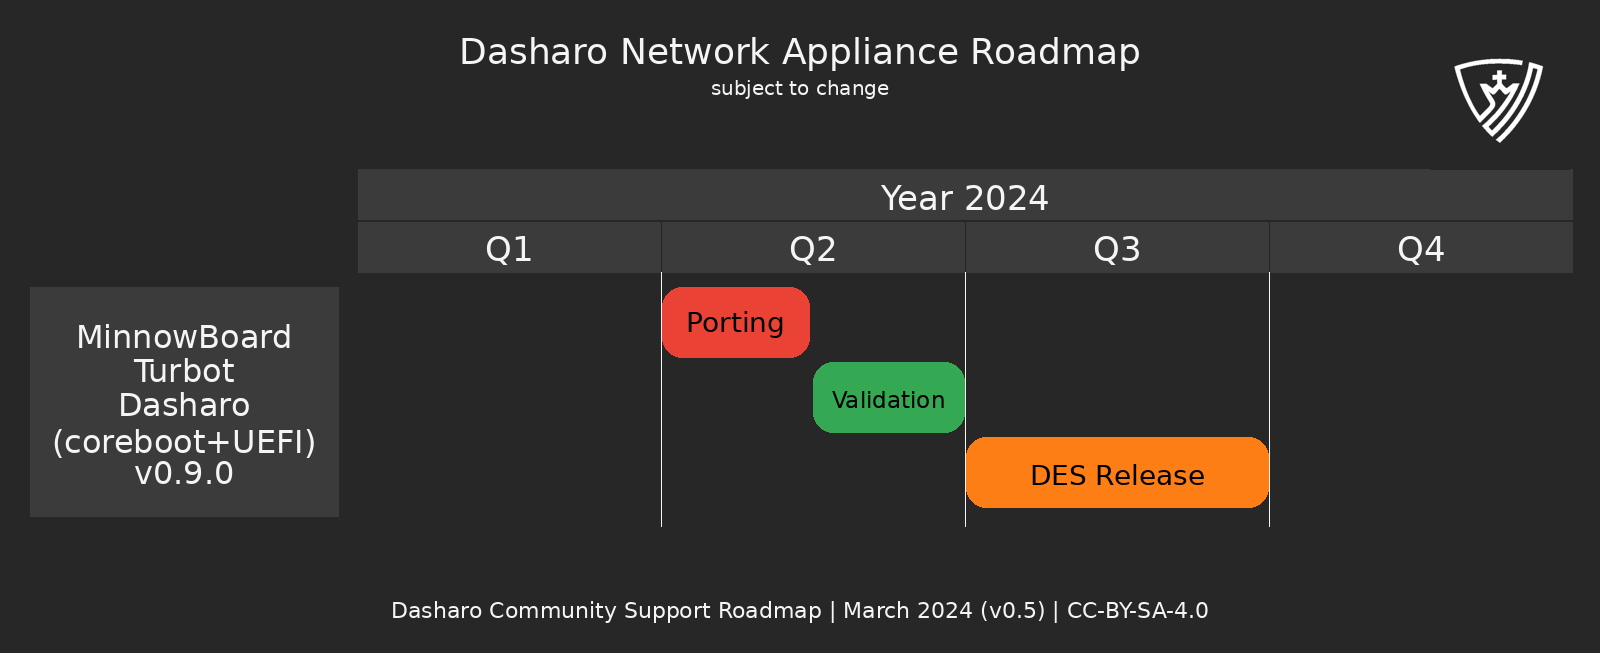 Dasharo Network Appliance Roadmap
subject to change
Year 2024
Q1 Q2 Q3 Q4
MinnowBoard
Turbot
Dasharo
(coreboot+UEFI)
v0.9.0
Porting
Validation
DES Release
Dasharo Community Support Roadmap | March 2024 (v0.5) | CC-BY-SA-4.0